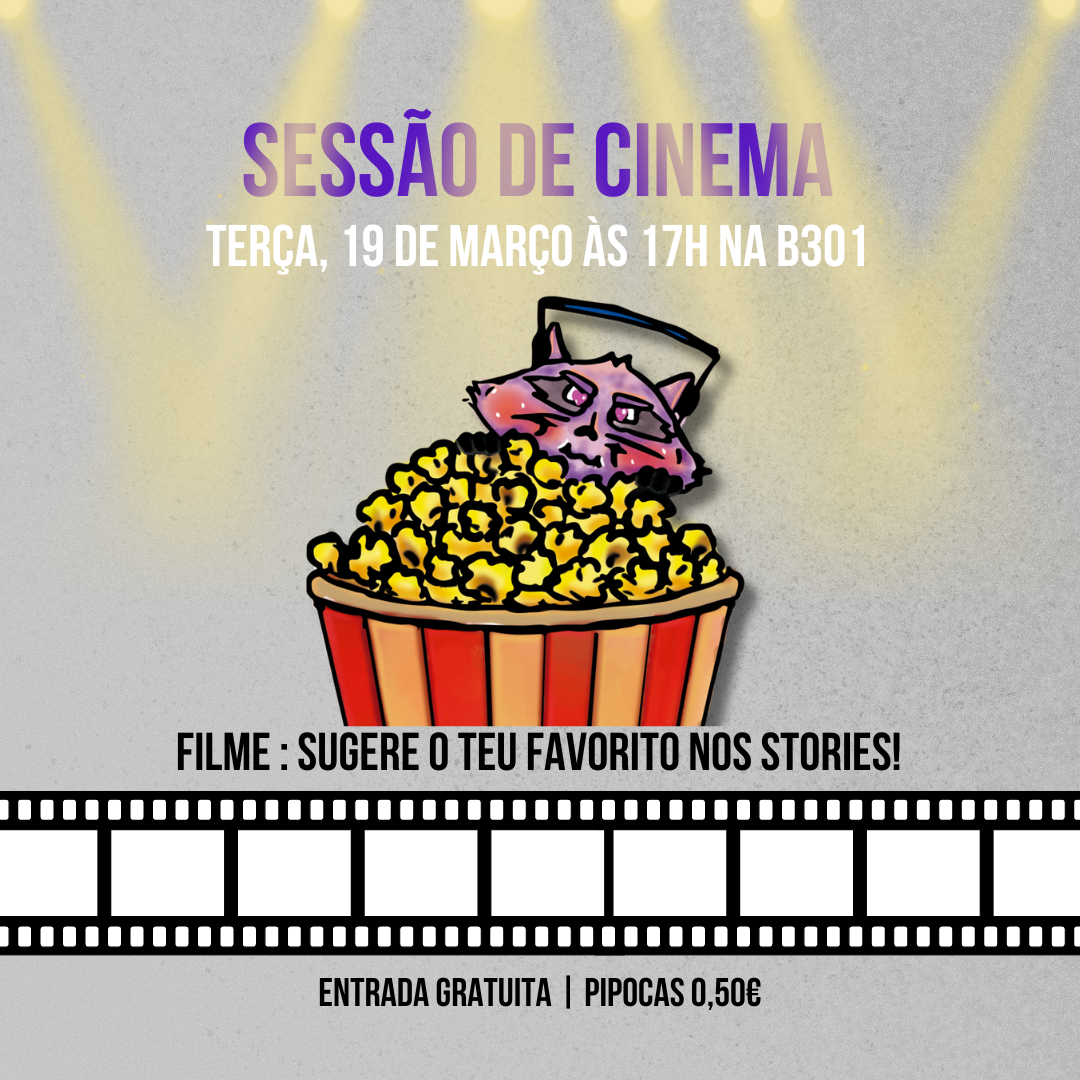 SESSÃO DE CINEMA
TERÇA, 19 DE MARÇO ÀS 17H NA B301
FILME : SUGERE O TEU FAVORITO NOS STORIES!
ENTRADA GRATUITA | PIPOCAS 0,50€